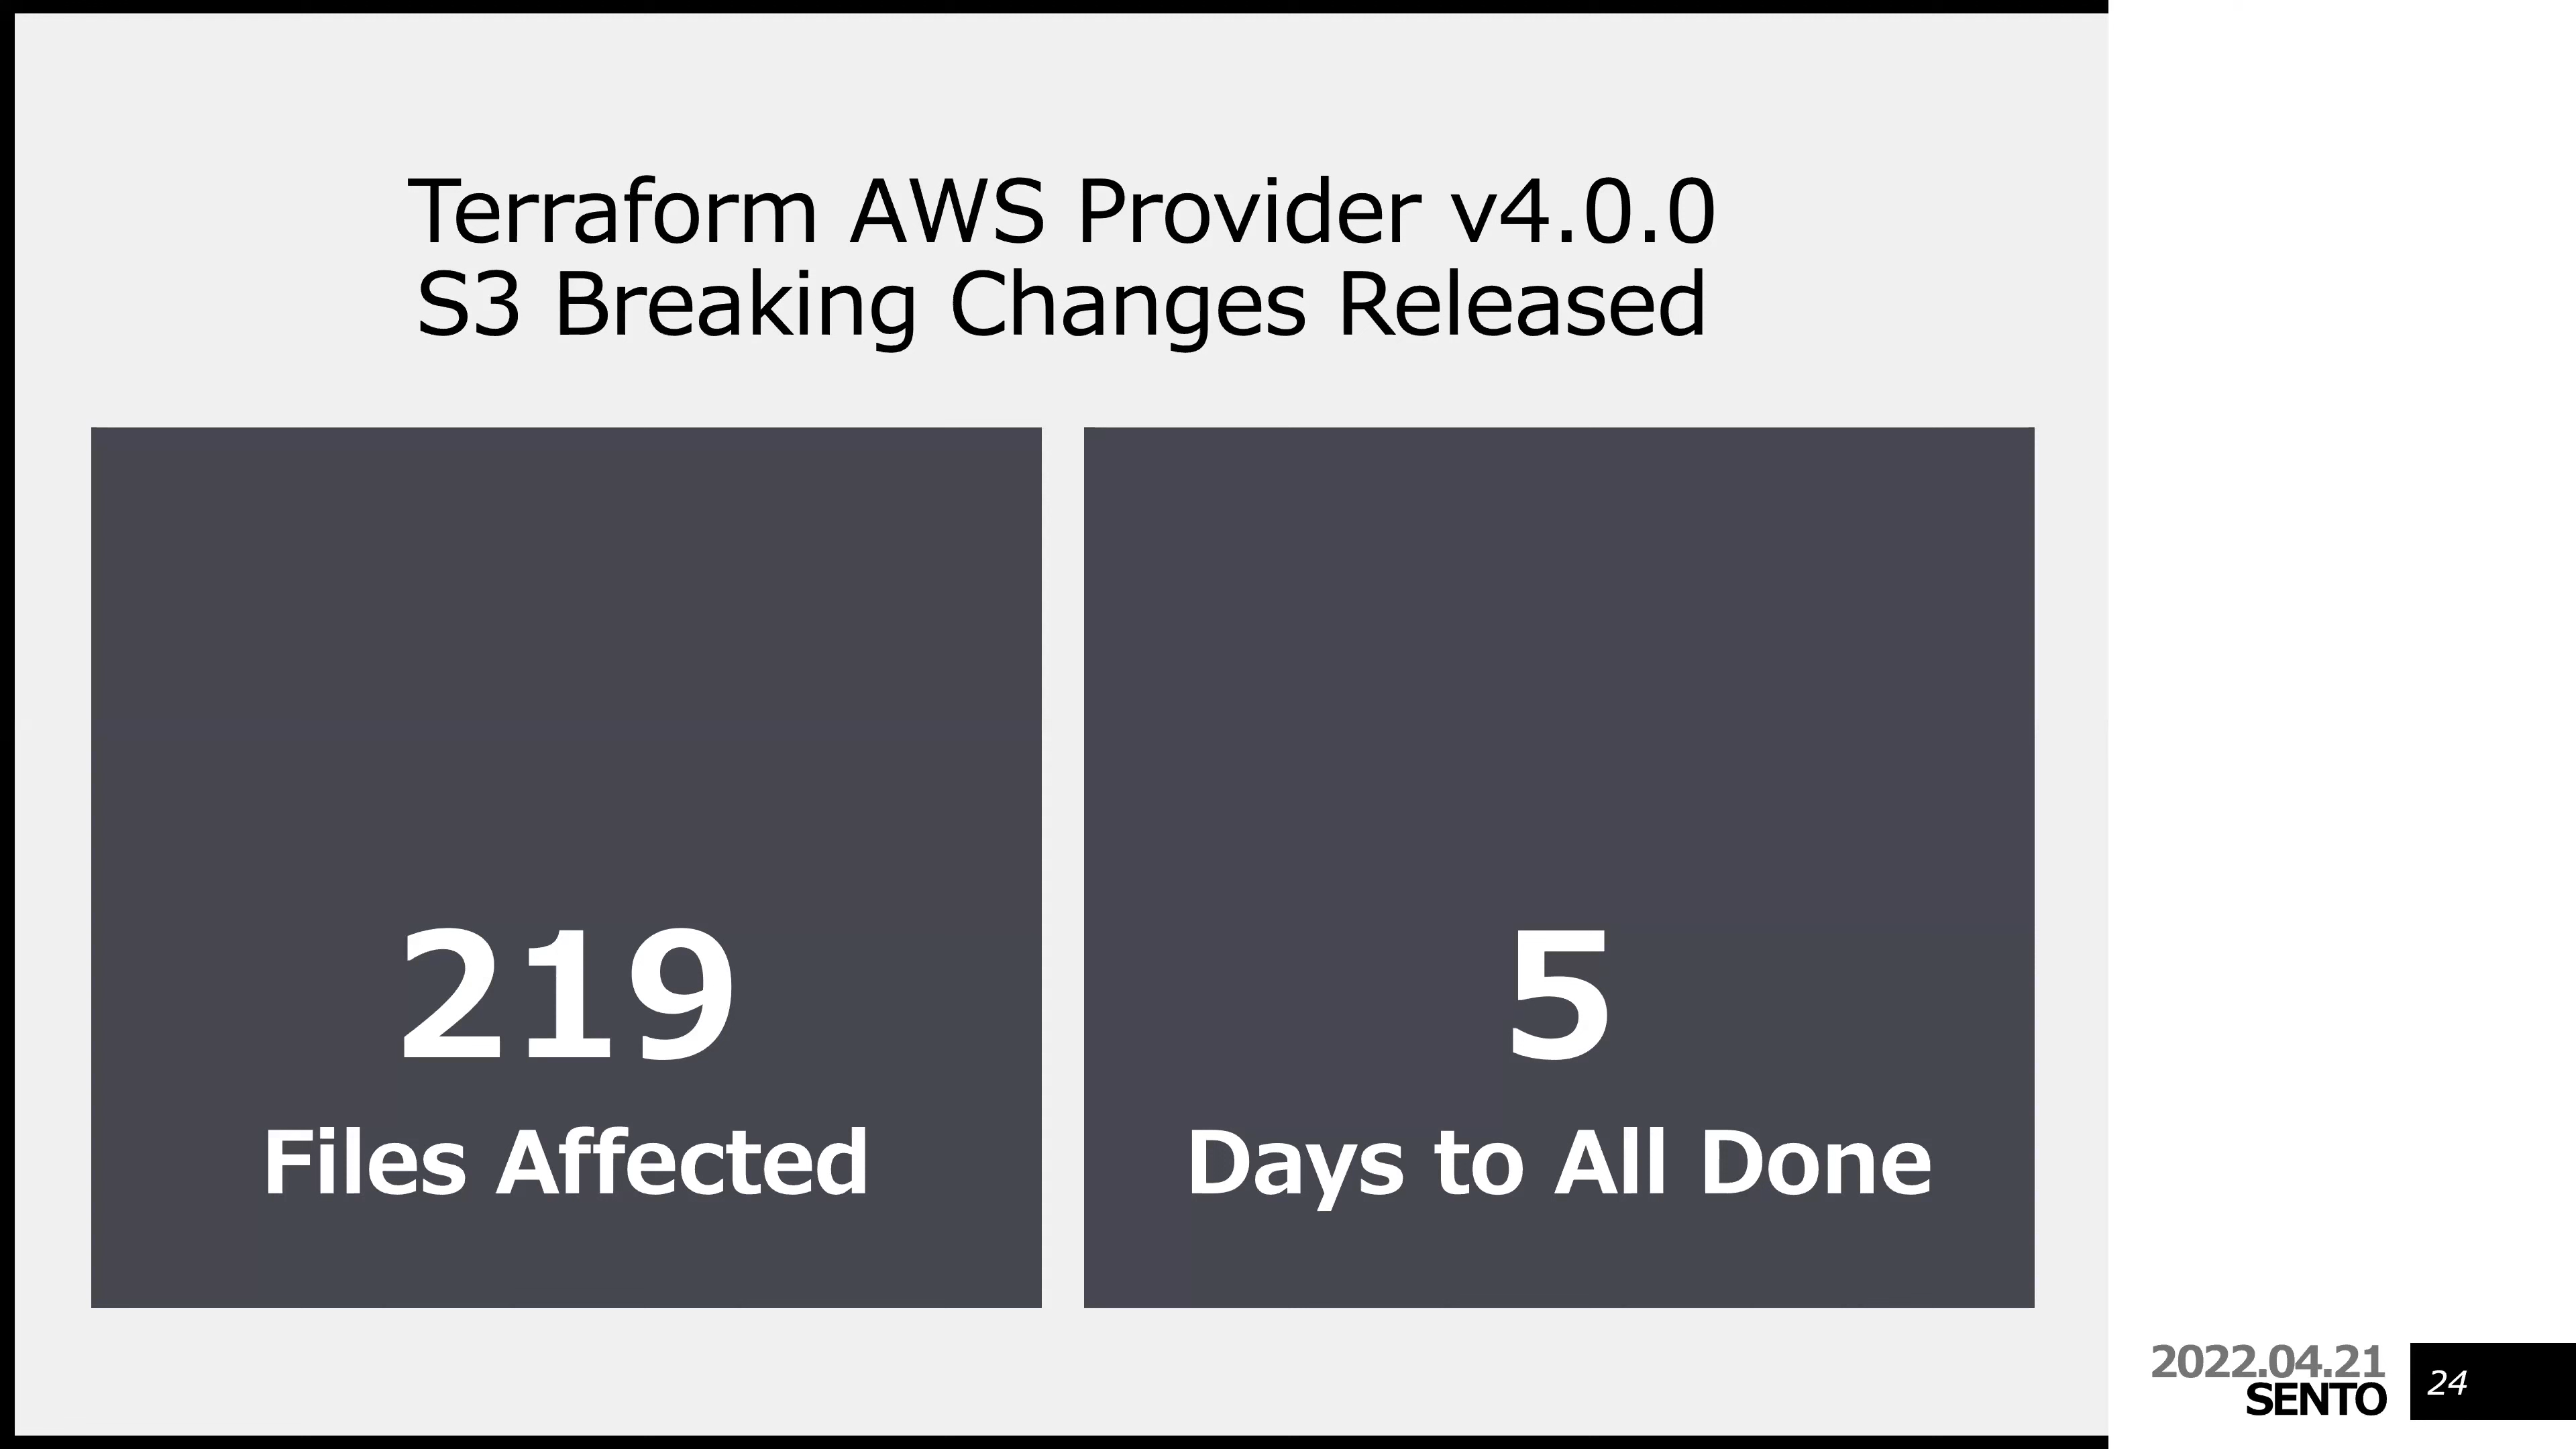 Terraform AWS Provider v4.0.0
S3 Breaking Changes Released
219
Files Affected
5
Days to All Done
2022.04.21
SENTO
24